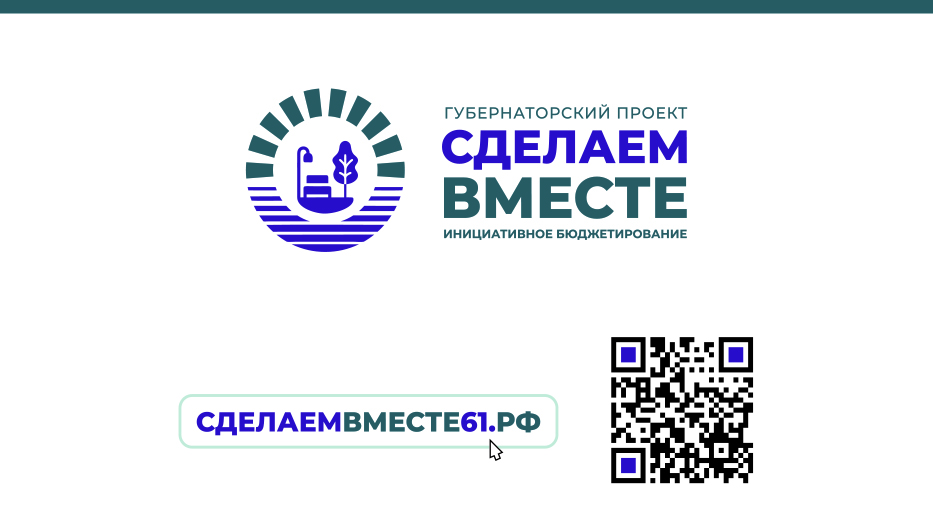 ГУБЕРНАТОРСКИЙ ПРОЕКТ
СДЕЛАЕМ
ВМЕСТЕ
ИНИЦИАТИВНОЕ БЮДЖЕТИРОВАНИЕ
СДЕЛАЕМВМЕСТЕ61.РФ